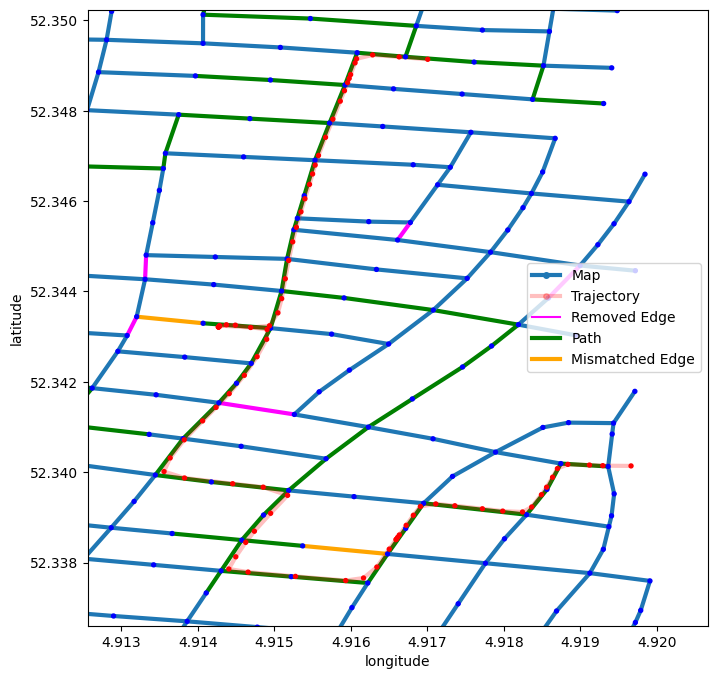 52.350
52.348
52.346
52.344
52.342
52.340
52.338
latitude
Map
Trajectory
Removed Edge
Path
Mismatched Edge
4.913 4.914 4.915 4.916 4.917 4.918 4.919 4.920
longitude